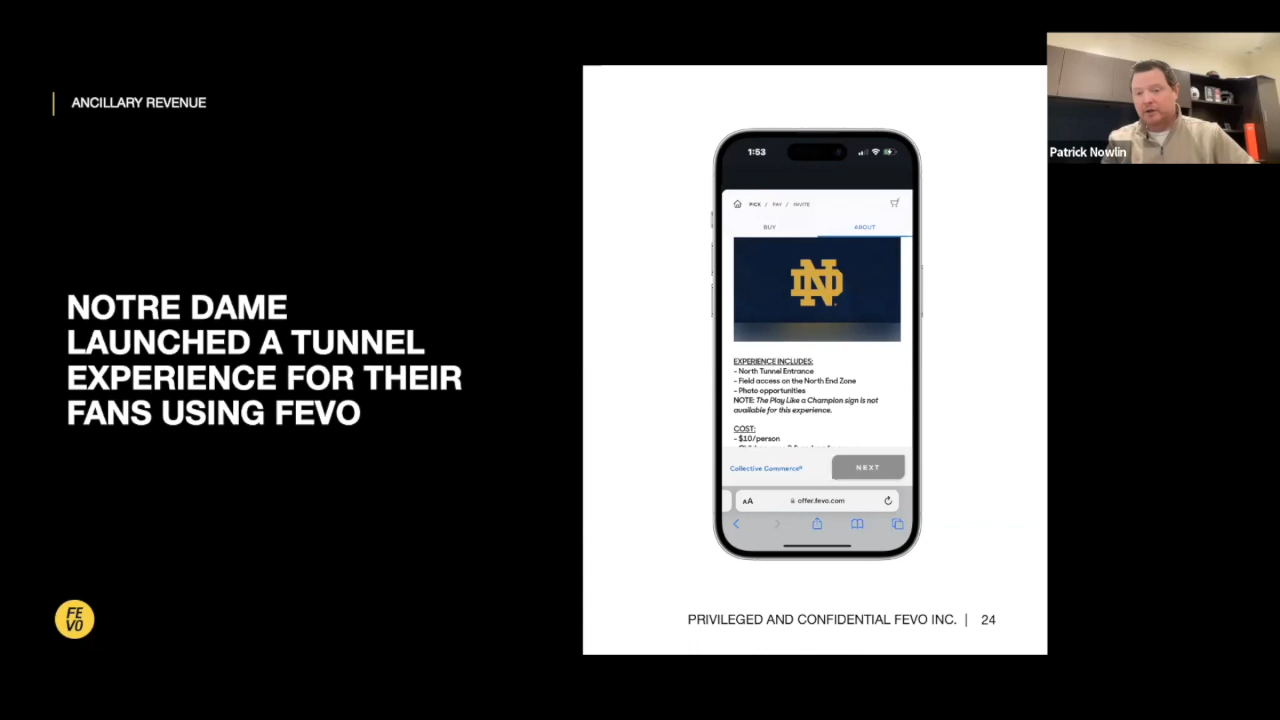 ANCILLARY REVENUE
NOTRE DAME
LAUNCHED A TUNNEL
EXPERIENCE FOR THEIR
FANS USING FEVO
FE
VO
1:53
PICK / PAY / INVITE
BUY
ABOUT
ND
EXPERIENCE INCLUDES:
- North Tunnel Entrance
- Field access on the North End Zone
- Photo opportunities
NOTE: The Play Like a Champion sign is not
available for this experience.
COST:
- $10/person
Collective Commerce®
NEXT
AA
offer.fevo.com
PRIVILEGED AND CONFIDENTIAL FEVO INC. | 24
Patrick Nowlin